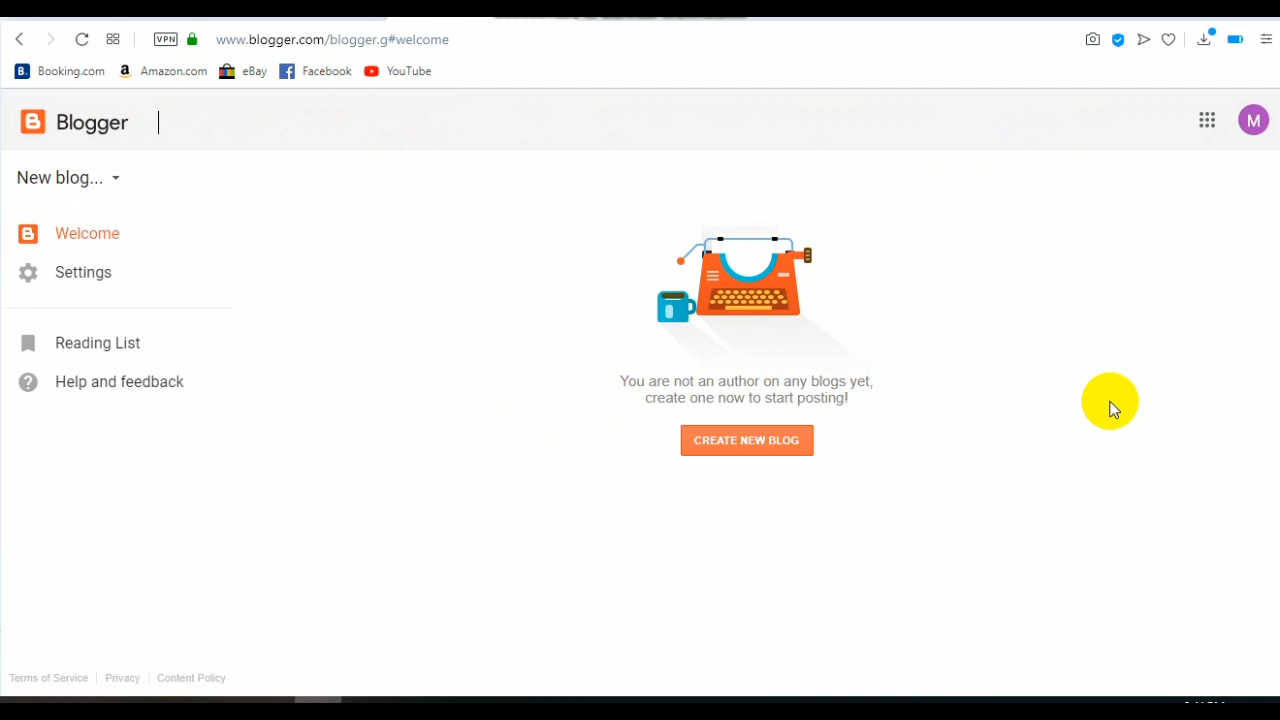 VPN www.blogger.com/blogger.g#welcome
B. Booking.com a Amazon.com eBay f Facebook YouTube
Blogger
M
New blog...
Welcome
Settings
Reading List
? Help and feedback
You are not an author on any blogs yet,
create one now to start posting!
CREATE NEW BLOG
Terms of Service Privacy Content Policy